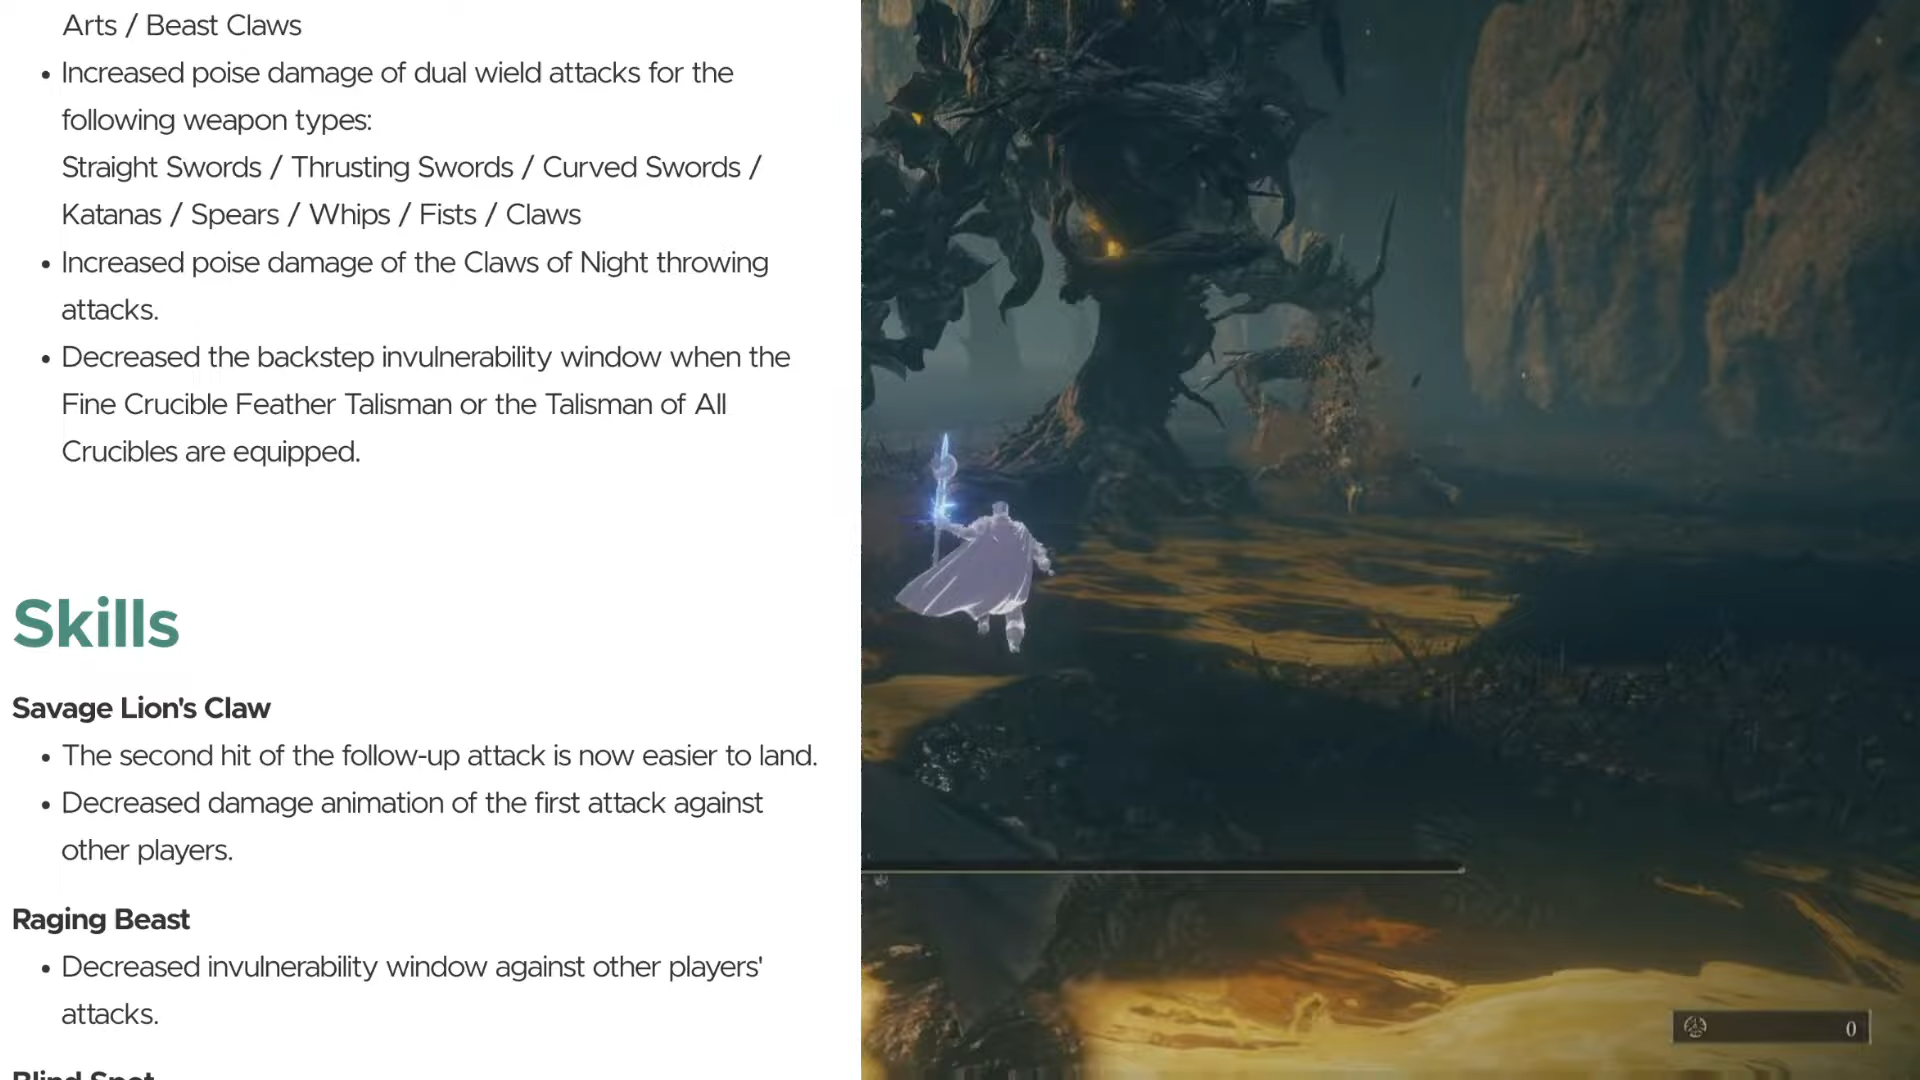 Arts / Beast Claws
• Increased poise damage of dual wield attacks for the
following weapon types:
Straight Swords / Thrusting Swords / Curved Swords /
Katanas / Spears / Whips / Fists / Claws
• Increased poise damage of the Claws of Night throwing
attacks.
• Decreased the backstep invulnerability window when the
Fine Crucible Feather Talisman or the Talisman of All
Crucibles are equipped.
Skills
Savage Lion's Claw
• The second hit of the follow-up attack is now easier to land.
• Decreased damage animation of the first attack against
other players.
Raging Beast
• Decreased invulnerability window against other players'
attacks.
Blind Spot
0